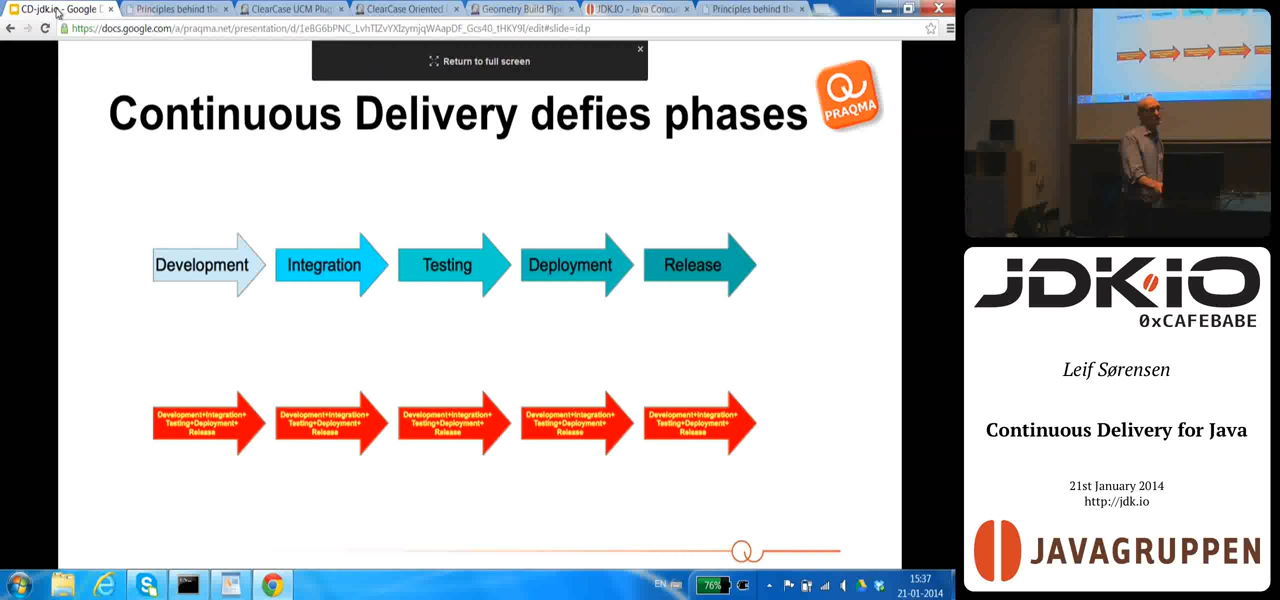 CD-jdk.io - Google
Principles behind the
ClearCase UCM Plug
ClearCase Oriented
Geometry Build Pipe
JDK.IO - Java Concu
Principles behind the
https://docs.google.com/a/praqma.net/presentation/d/
Return to full screen
Continuous Delivery defies phases
PRAQMA
Development
Integration
Testing
Deployment
Release
Development+Integration+
Testing+Deployment+
Release
Development+Integration+
Testing+Deployment+
Release
Development+Integration+
Testing+Deployment+
Release
Development+Integration+
Testing+Deployment+
Release
Development+Integration+
Testing+Deployment+
Release
EN
76%
15:37
21-01-2014
JDK.IO
0xCAFEBABE
Leif Sørensen
Continuous Delivery for Java
21st January 2014
http://jdk.io
JAVAGRUPPEN